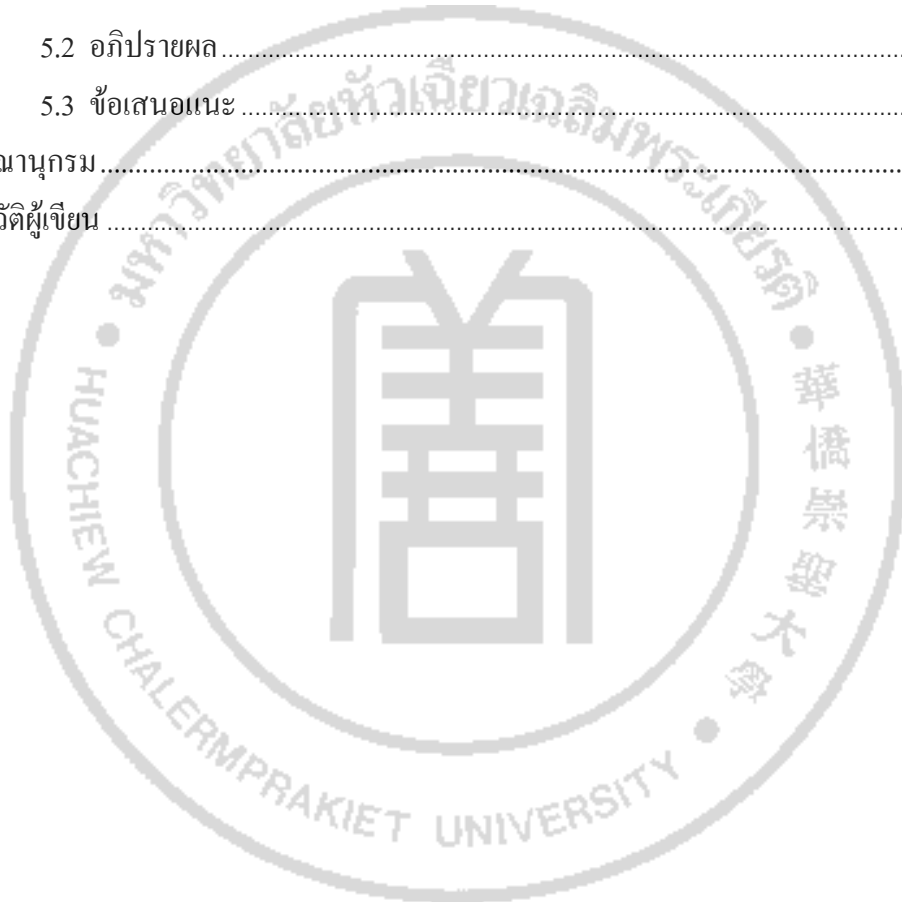 5.2 อภิปรายผล
5.3 ข้อเสนอแนะ
ณานุกรม
วัติผู้เขียน
มหาวิทยาลัยหัวเฉียวเฉลิมพระเกียรติ
HUACHIEW CHALERMPRAKIET UNIVERSITY
華僑崇聖大學